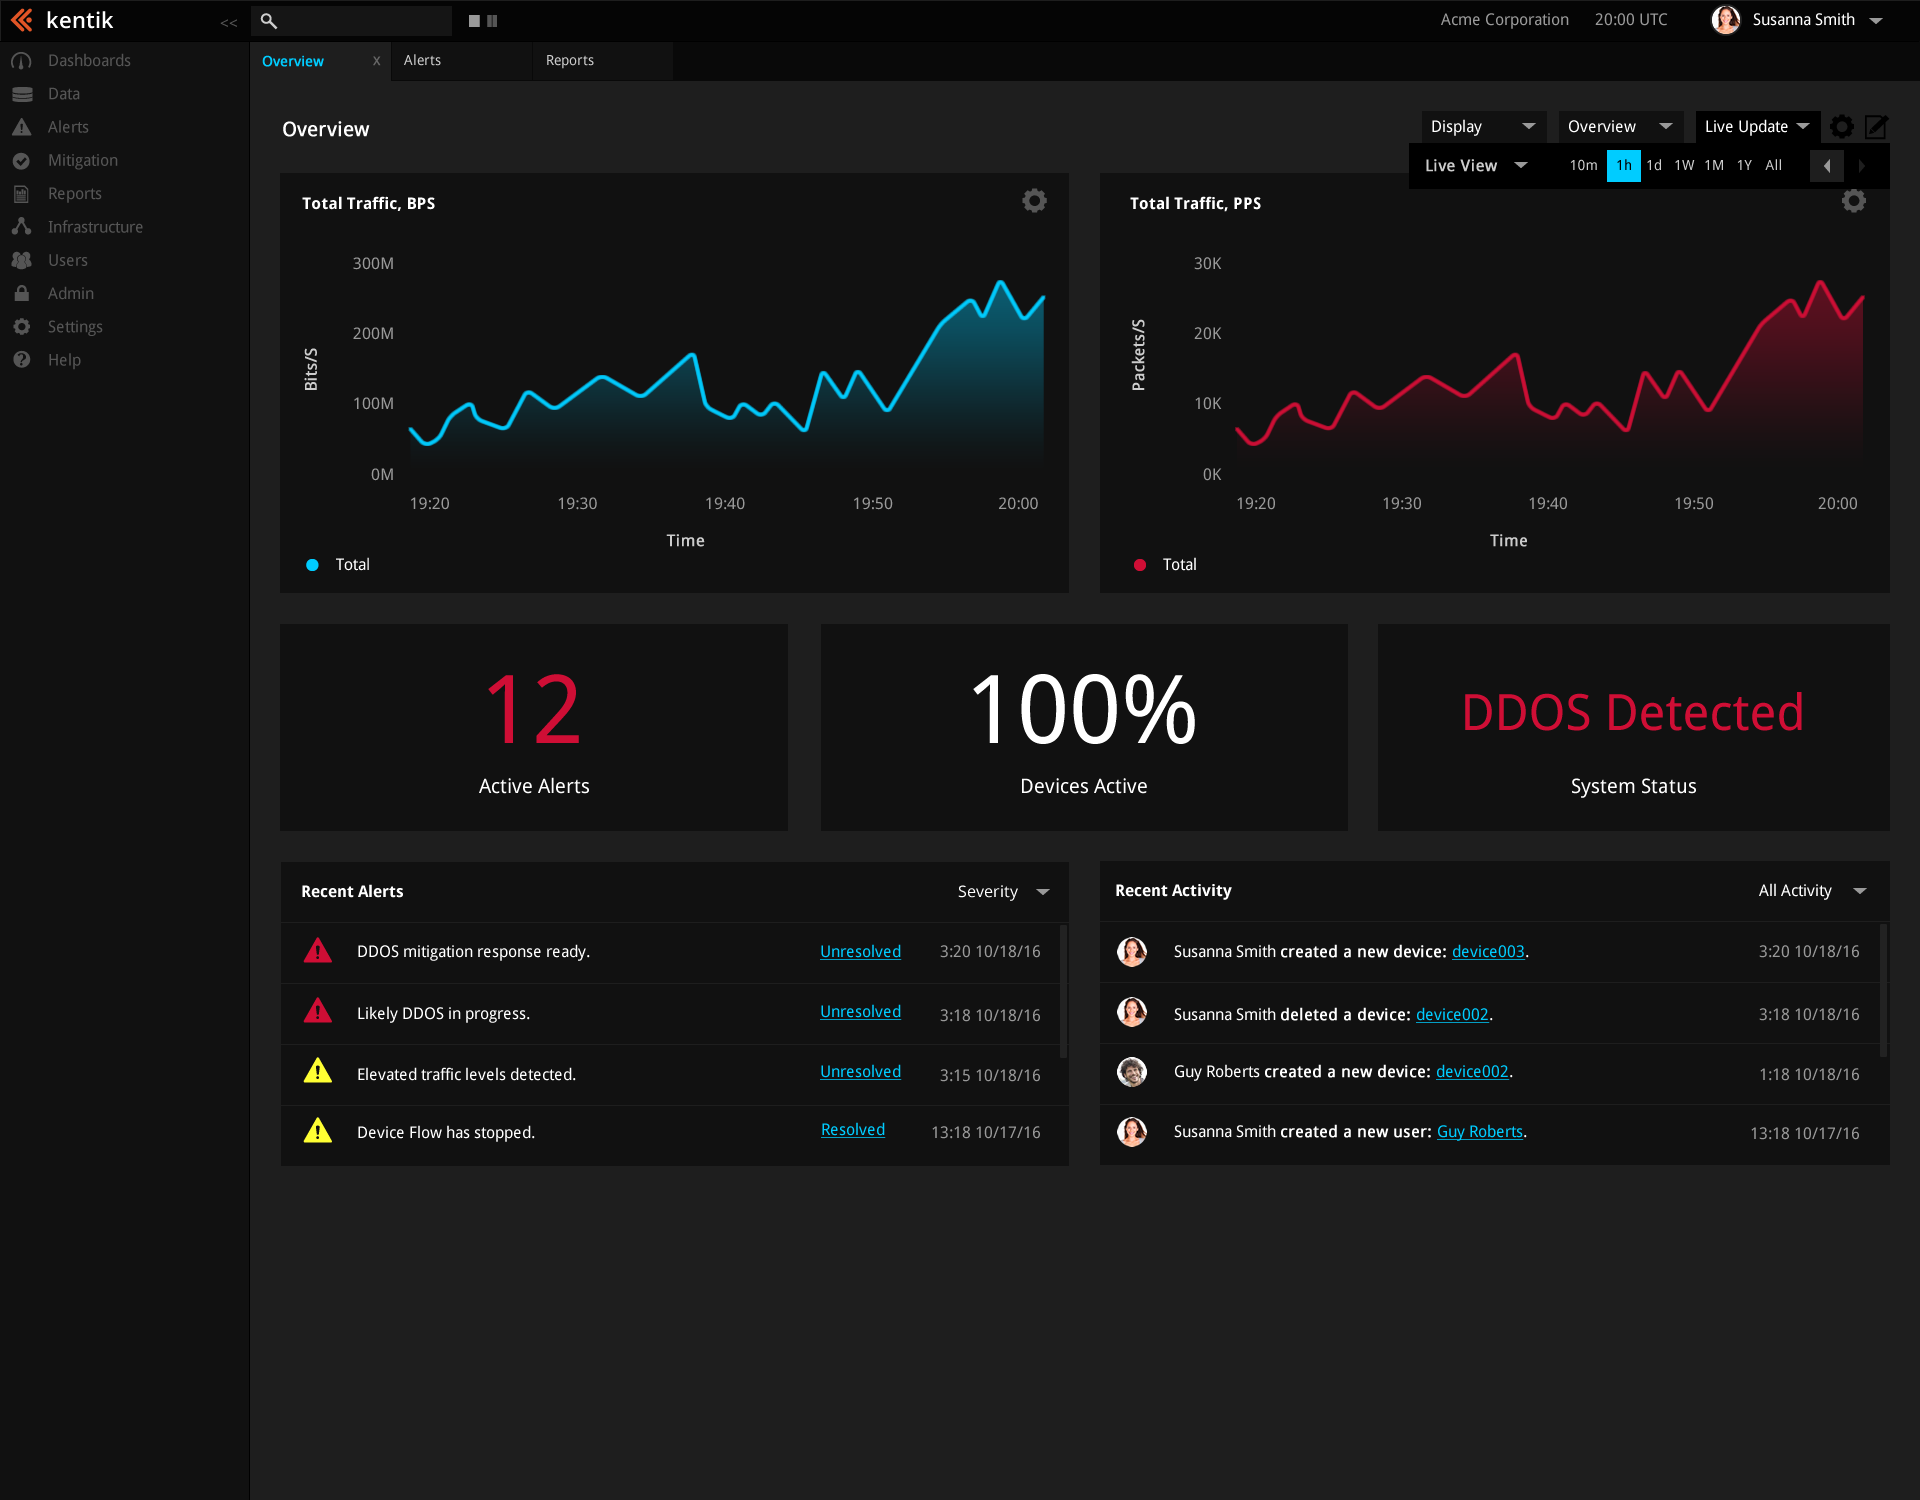 kentik
<<
Acme Corporation 20:00 UTC Susanna Smith
Dashboards
Data
Alerts
Mitigation
Reports
Infrastructure
Users
Admin
Settings
Help
Overview x Alerts Reports
Overview
Display Overview Live Update
Live View 10m 1h 1d 1W 1M 1Y All
Total Traffic, BPS
300M
200M
100M
0M
Bits/S
19:20 19:30 19:40 19:50 20:00
Time
Total
Total Traffic, PPS
30K
20K
10K
0K
Packets/S
19:20 19:30 19:40 19:50 20:00
Time
Total
12
Active Alerts
100%
Devices Active
DDOS Detected
System Status
Recent Alerts Severity
DDOS mitigation response ready. Unresolved 3:20 10/18/16
Likely DDOS in progress. Unresolved 3:18 10/18/16
Elevated traffic levels detected. Unresolved 3:15 10/18/16
Device Flow has stopped. Resolved 13:18 10/17/16
Recent Activity All Activity
Susanna Smith created a new device: device003. 3:20 10/18/16
Susanna Smith deleted a device: device002. 3:18 10/18/16
Guy Roberts created a new device: device002. 1:18 10/18/16
Susanna Smith created a new user: Guy Roberts. 13:18 10/17/16